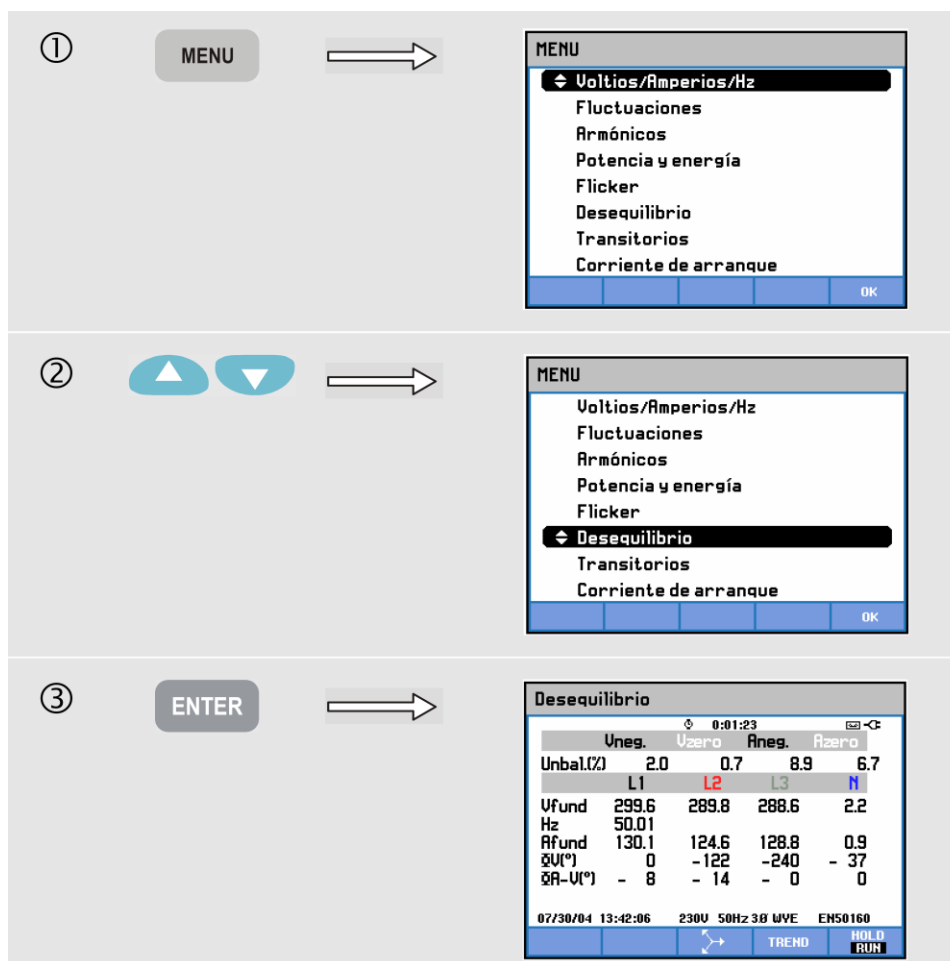 ① MENU
MENU
Voltios/Amperios/Hz
Fluctuaciones
Armónicos
Potencia y energía
Flicker
Desequilibrio
Transitorios
Corriente de arranque
OK
②
MENU
Voltios/Amperios/Hz
Fluctuaciones
Armónicos
Potencia y energía
Flicker
Desequilibrio
Transitorios
Corriente de arranque
OK
③ ENTER
Desequilibrio
0:01:23
Vneg. Vzero Aneg. Azero
Unbal.(%) 2.0 0.7 8.9 6.7
L1 L2 L3 N
Vfund 299.6 289.8 288.6 2.2
Hz 50.01
Afund 130.1 124.6 128.8 0.9
ΦV(°) 0 -122 -240 - 37
ΦA-V(°) - 8 - 14 - 0 0
07/30/04 13:42:06 230V 50Hz 3Ø WYE EN50160
TREND HOLD
RUN